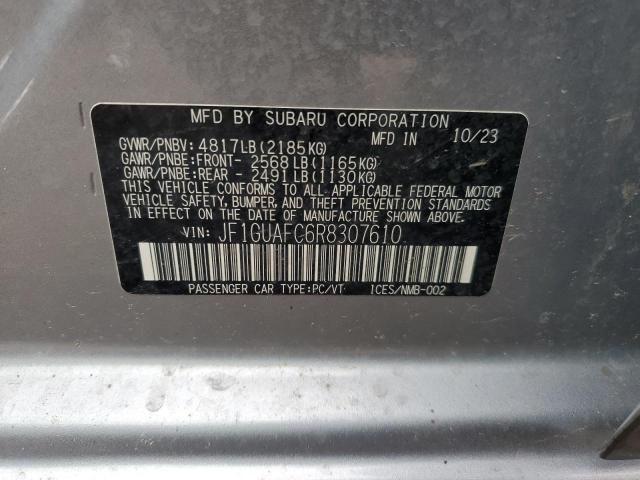 MFD BY SUBARU CORPORATION
GVWR/PNBV: 4817LB(2185KG) MFD IN 10/23
GAWR/PNBE:FRONT- 2568LB(1165KG)
GAWR/PNBE:REAR - 2491LB(1130KG)
THIS VEHICLE CONFORMS TO ALL APPLICABLE FEDERAL MOTOR
VEHICLE SAFETY, BUMPER, AND THEFT PREVENTION STANDARDS
IN EFFECT ON THE DATE OF MANUFACTURE SHOWN ABOVE.
VIN: JF1GUAFC6R8307610
PASSENGER CAR TYPE:PC/VT 1CES/NMB-002